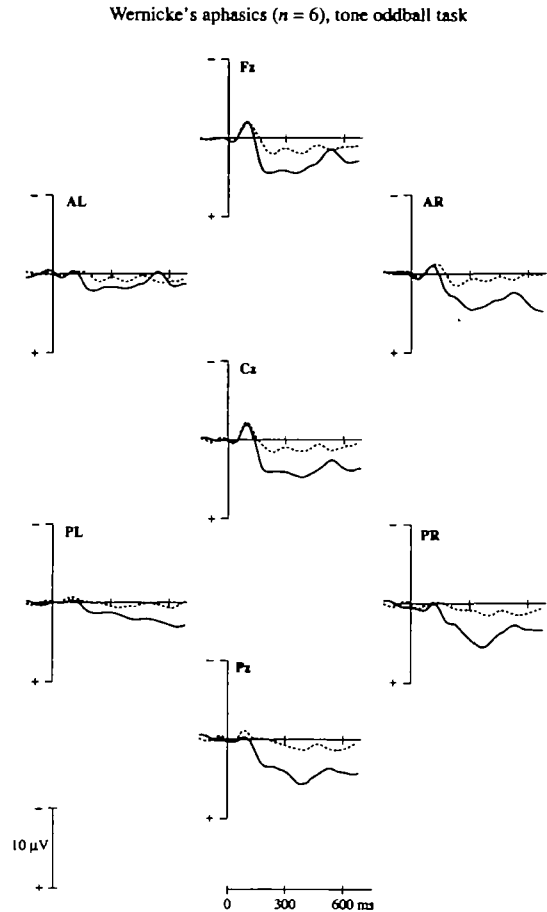 Wernicke's aphasics (n = 6), tone oddball task
−
Fz
+
−
AL
+
−
AR
+
−
Cz
+
−
PL
+
−
PR
+
−
Pz
+
−
10 µV
+
0 300 600 ms